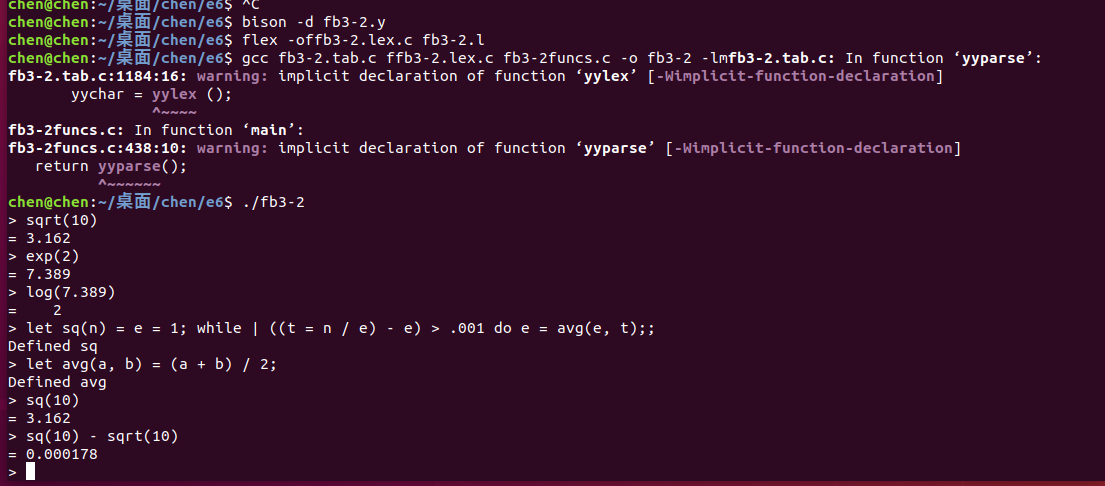 chen@chen:~/桌面/chen/e6$ ^C
chen@chen:~/桌面/chen/e6$ bison -d fb3-2.y
chen@chen:~/桌面/chen/e6$ flex -offb3-2.lex.c fb3-2.l
chen@chen:~/桌面/chen/e6$ gcc fb3-2.tab.c ffb3-2.lex.c fb3-2funcs.c -o fb3-2 -lmfb3-2.tab.c: In function ‘yyparse’:
fb3-2.tab.c:1184:16: warning: implicit declaration of function ‘yylex’ [-Wimplicit-function-declaration]
       yychar = yylex ();
                ^~~~~
fb3-2funcs.c: In function ‘main’:
fb3-2funcs.c:438:10: warning: implicit declaration of function ‘yyparse’ [-Wimplicit-function-declaration]
   return yyparse();
          ^~~~~~~
chen@chen:~/桌面/chen/e6$ ./fb3-2
> sqrt(10)
= 3.162
> exp(2)
= 7.389
> log(7.389)
=    2
> let sq(n) = e = 1; while | ((t = n / e) - e) > .001 do e = avg(e, t);;
Defined sq
> let avg(a, b) = (a + b) / 2;
Defined avg
> sq(10)
= 3.162
> sq(10) - sqrt(10)
= 0.000178
>